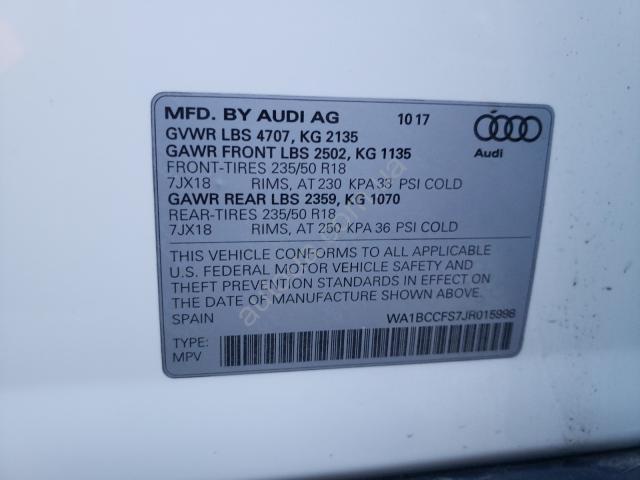 MFD. BY AUDI AG 10 17
GVWR LBS 4707, KG 2135
GAWR FRONT LBS 2502, KG 1135
FRONT-TIRES 235/50 R18
7JX18 RIMS, AT 230 KPA 33 PSI COLD
GAWR REAR LBS 2359, KG 1070
REAR-TIRES 235/50 R18
7JX18 RIMS, AT 250 KPA 36 PSI COLD
Audi
THIS VEHICLE CONFORMS TO ALL APPLICABLE
U.S. FEDERAL MOTOR VEHICLE SAFETY AND
THEFT PREVENTION STANDARDS IN EFFECT ON
THE DATE OF MANUFACTURE SHOWN ABOVE
SPAIN WA1BCCFS7JR015998
TYPE:
MPV